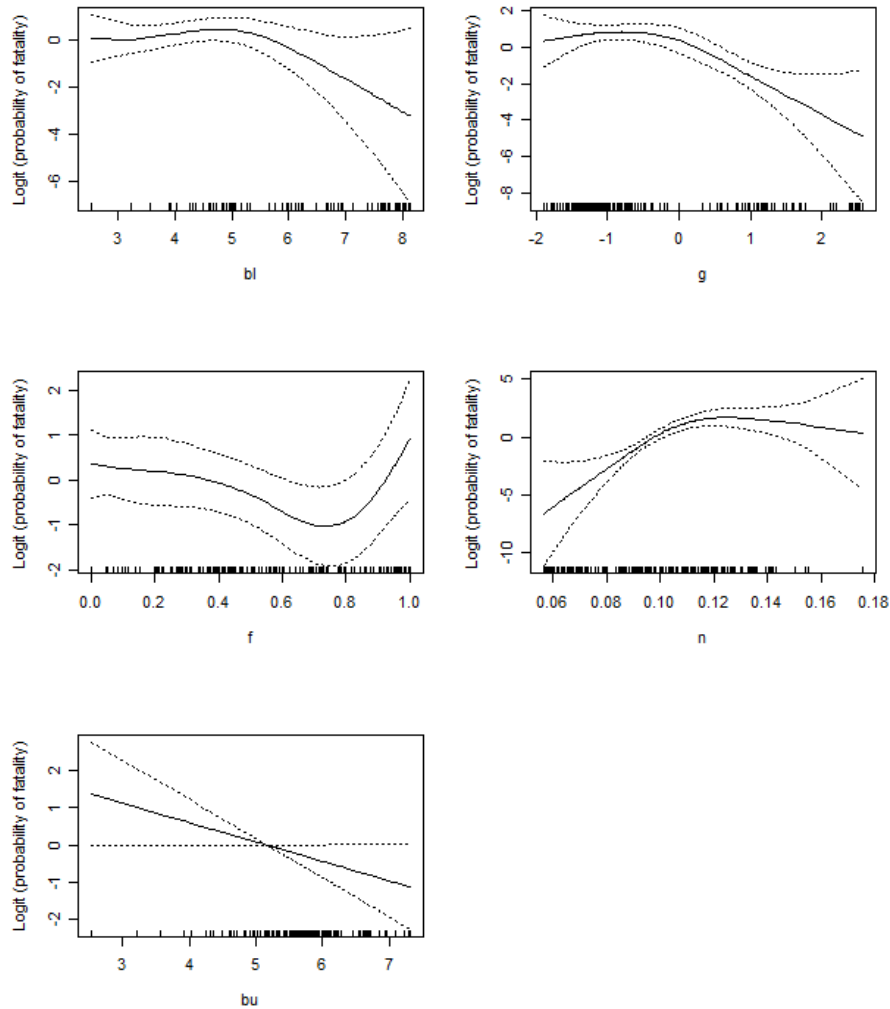 Logit (probability of fatality)
0
-2
-4
-6
3 4 5 6 7 8
bl
Logit (probability of fatality)
2
0
-2
-4
-6
-8
-2 -1 0 1 2
g
Logit (probability of fatality)
2
1
0
-1
-2
0.0 0.2 0.4 0.6 0.8 1.0
f
Logit (probability of fatality)
5
0
-5
-10
0.06 0.08 0.10 0.12 0.14 0.16 0.18
n
Logit (probability of fatality)
2
1
0
-1
-2
3 4 5 6 7
bu